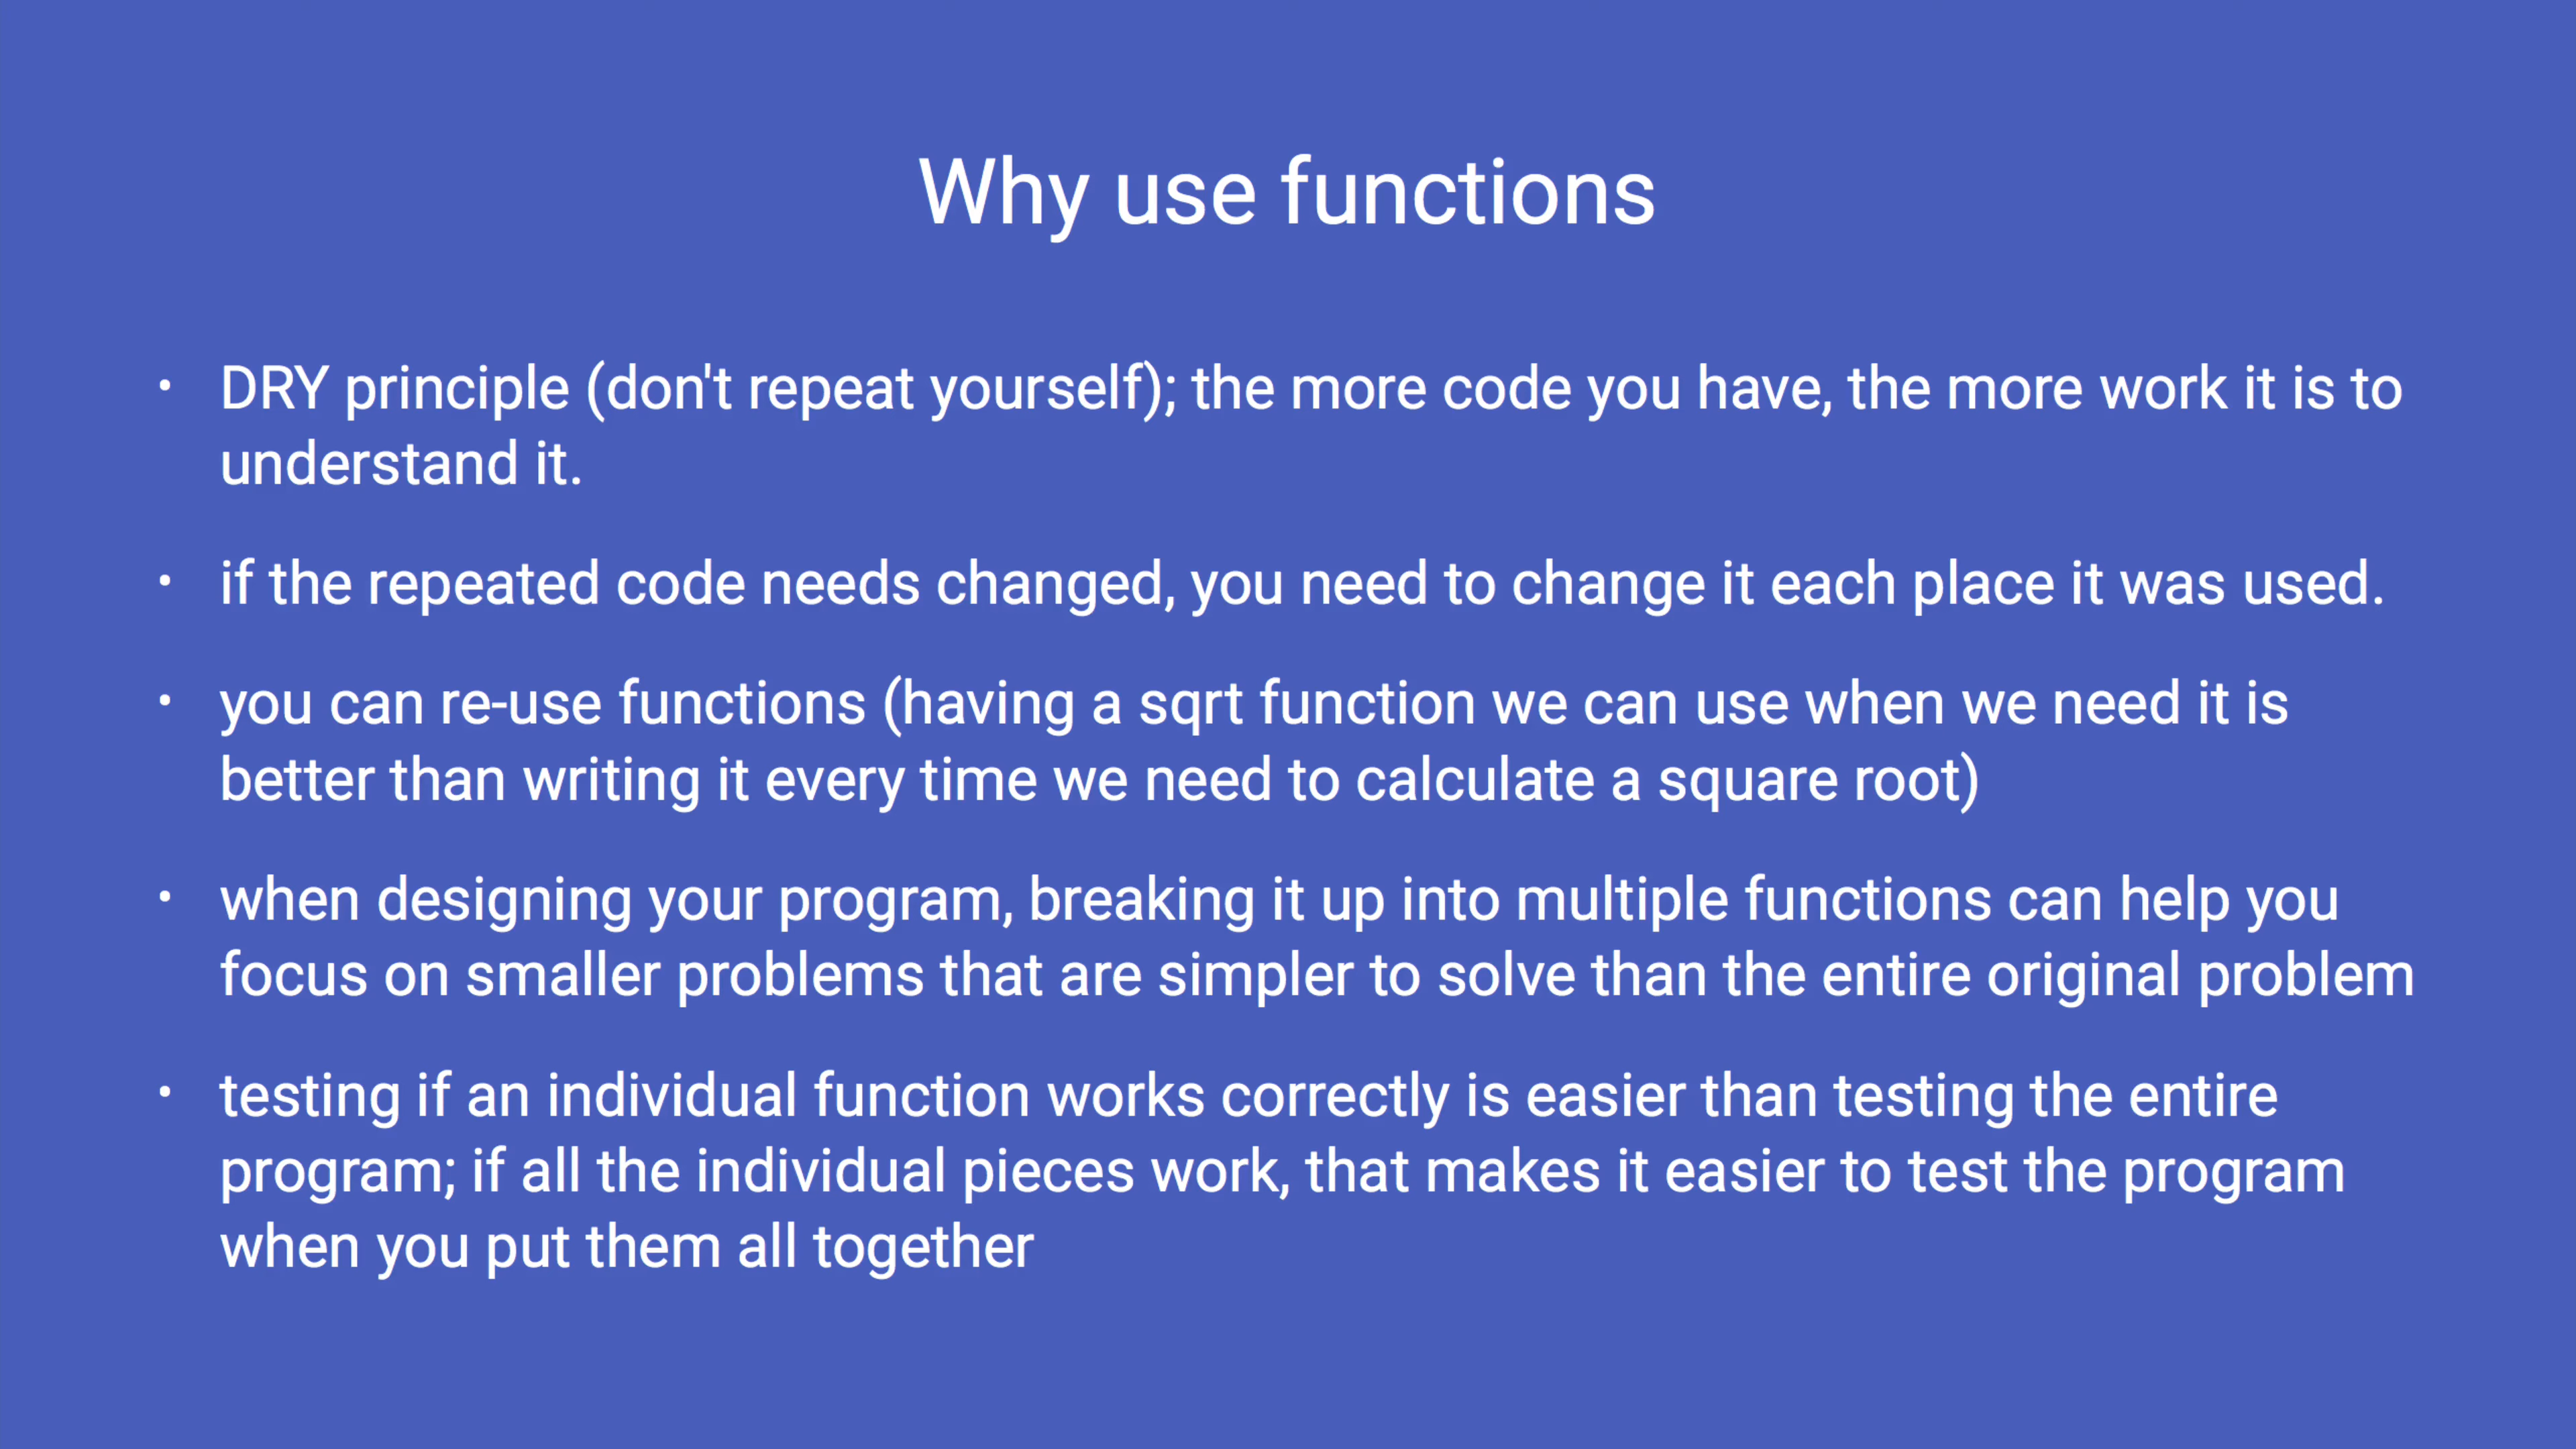 Why use functions
• DRY principle (don't repeat yourself); the more code you have, the more work it is to
understand it.
• if the repeated code needs changed, you need to change it each place it was used.
• you can re-use functions (having a sqrt function we can use when we need it is
better than writing it every time we need to calculate a square root)
• when designing your program, breaking it up into multiple functions can help you
focus on smaller problems that are simpler to solve than the entire original problem
• testing if an individual function works correctly is easier than testing the entire
program; if all the individual pieces work, that makes it easier to test the program
when you put them all together